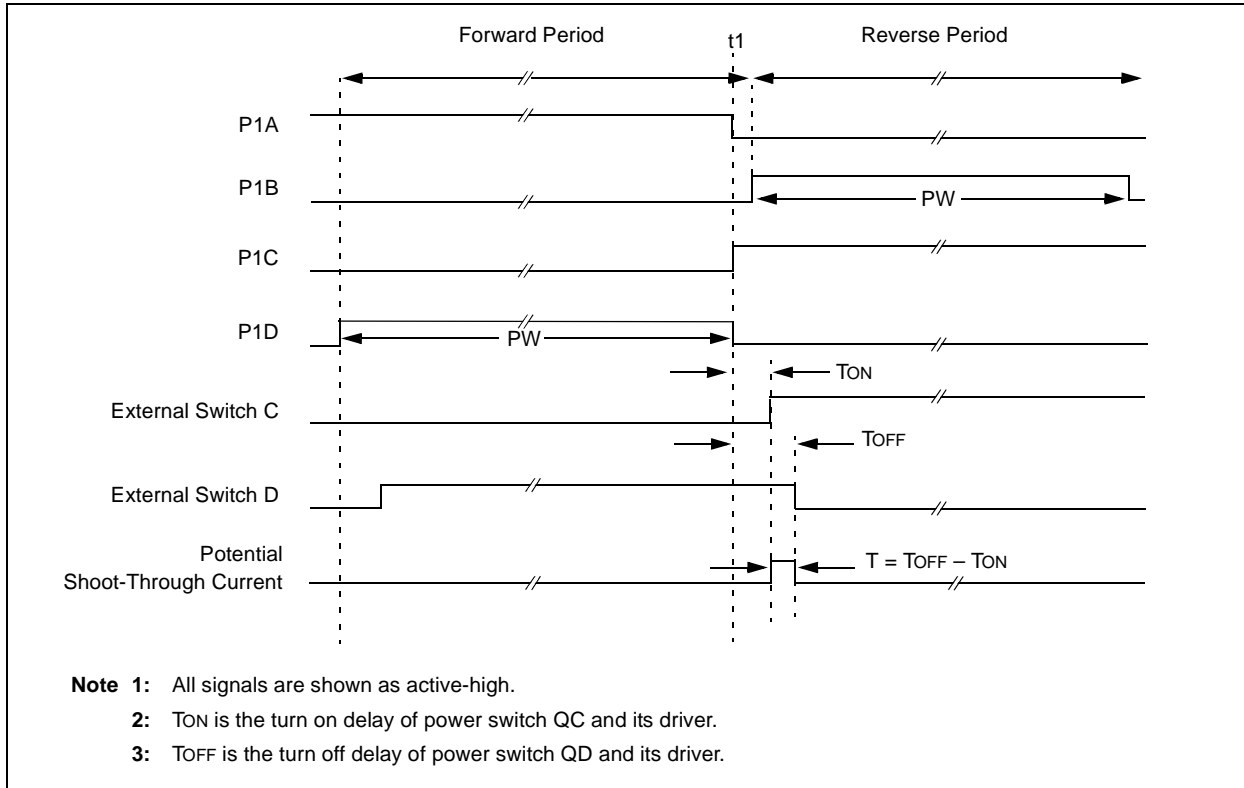 Forward Period
t1
Reverse Period
P1A
P1B
PW
P1C
P1D
PW
TON
External Switch C
TOFF
External Switch D
Potential
Shoot-Through Current
T = TOFF – TON
Note 1: All signals are shown as active-high.
2: TON is the turn on delay of power switch QC and its driver.
3: TOFF is the turn off delay of power switch QD and its driver.